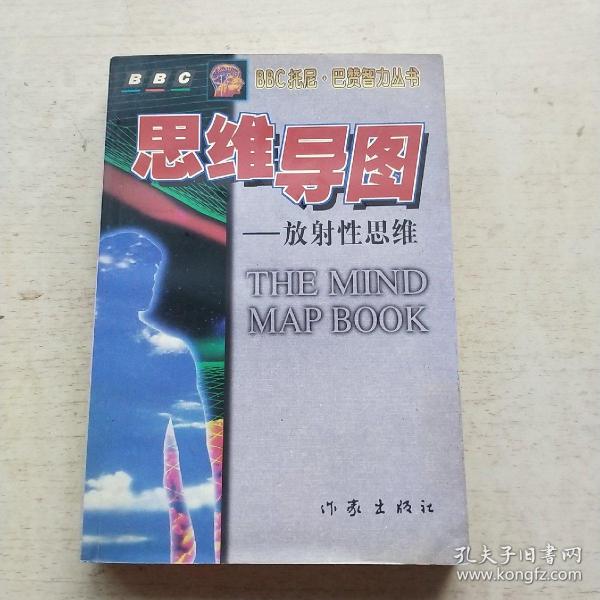 BBC
BBC托尼·巴赞智力丛书
思维导图
——放射性思维
THE MIND
MAP BOOK
作家出版社
孔夫子旧书网
www.kongfz.com